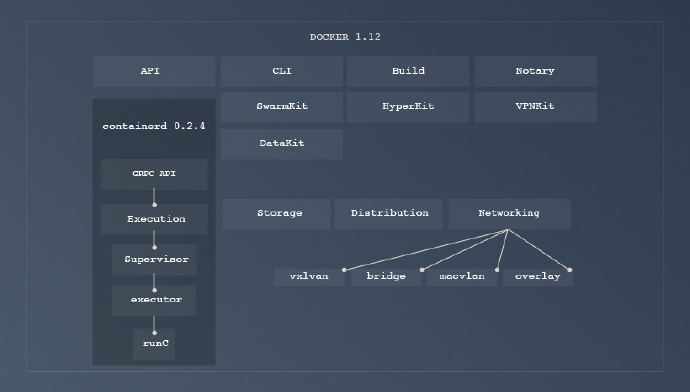 DOCKER 1.12
API
CLI
Build
Notary
SwarmKit
HyperKit
VPNKit
containerd 0.2.4
DataKit
GRPC API
Execution
Supervisor
executor
runC
Storage
Distribution
Networking
vxlvan
bridge
macvlan
overlay